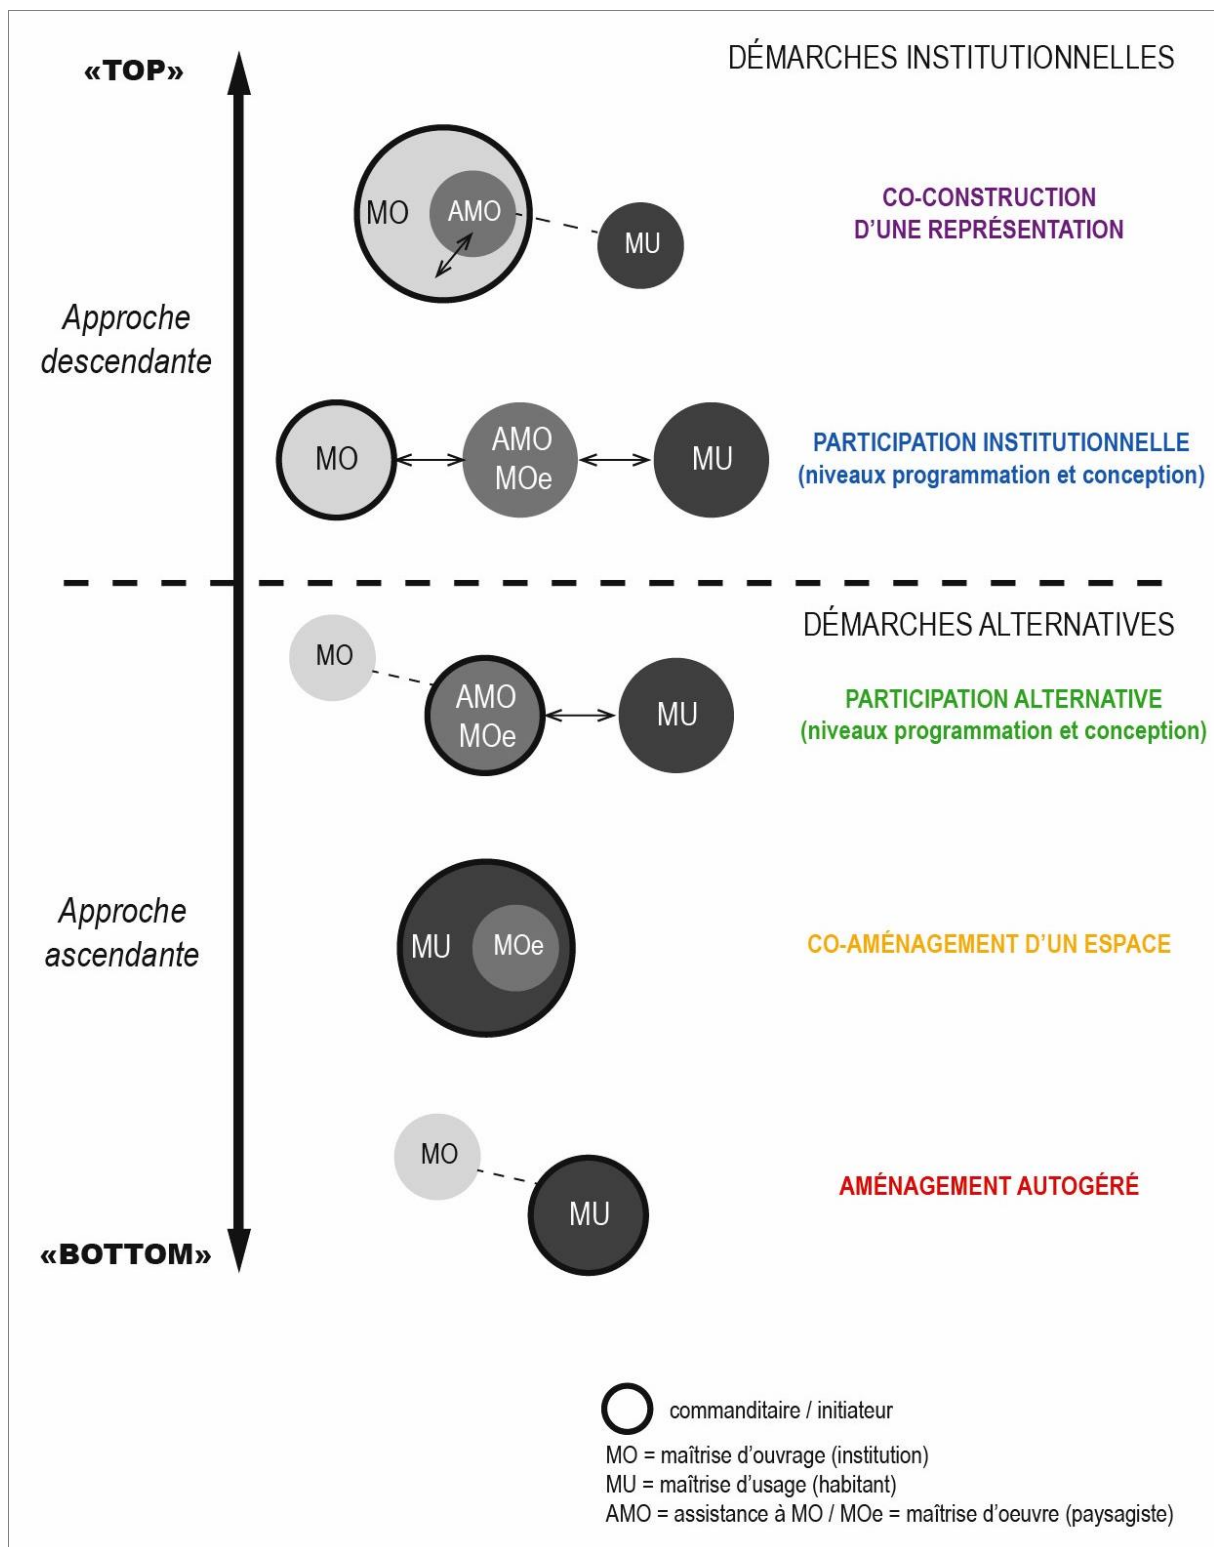 «TOP»
DÉMARCHES INSTITUTIONNELLES
MO
AMO
MU
CO-CONSTRUCTION
D’UNE REPRÉSENTATION
Approche
descendante
MO
AMO
MOe
MU
PARTICIPATION INSTITUTIONNELLE
(niveaux programmation et conception)
DÉMARCHES ALTERNATIVES
MO
AMO
MOe
MU
PARTICIPATION ALTERNATIVE
(niveaux programmation et conception)
Approche
ascendante
MU
MOe
CO-AMÉNAGEMENT D’UN ESPACE
MO
MU
AMÉNAGEMENT AUTOGÉRÉ
«BOTTOM»
commanditaire / initiateur
MO = maîtrise d’ouvrage (institution)
MU = maîtrise d’usage (habitant)
AMO = assistance à MO / MOe = maîtrise d’oeuvre (paysagiste)